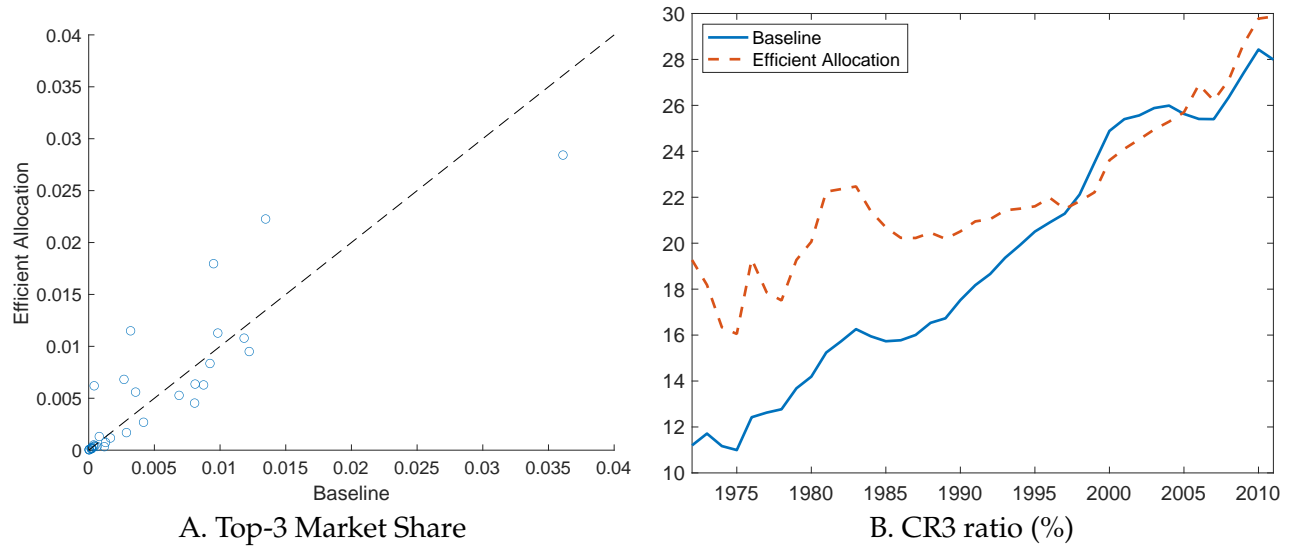 0.04
0.035
0.03
0.025
0.02
0.015
0.01
0.005
0
Efficient Allocation
0 0.005 0.01 0.015 0.02 0.025 0.03 0.035 0.04
Baseline
A. Top-3 Market Share
30
28
26
24
22
20
18
16
14
12
10
Baseline
Efficient Allocation
1975 1980 1985 1990 1995 2000 2005 2010
B. CR3 ratio (%)